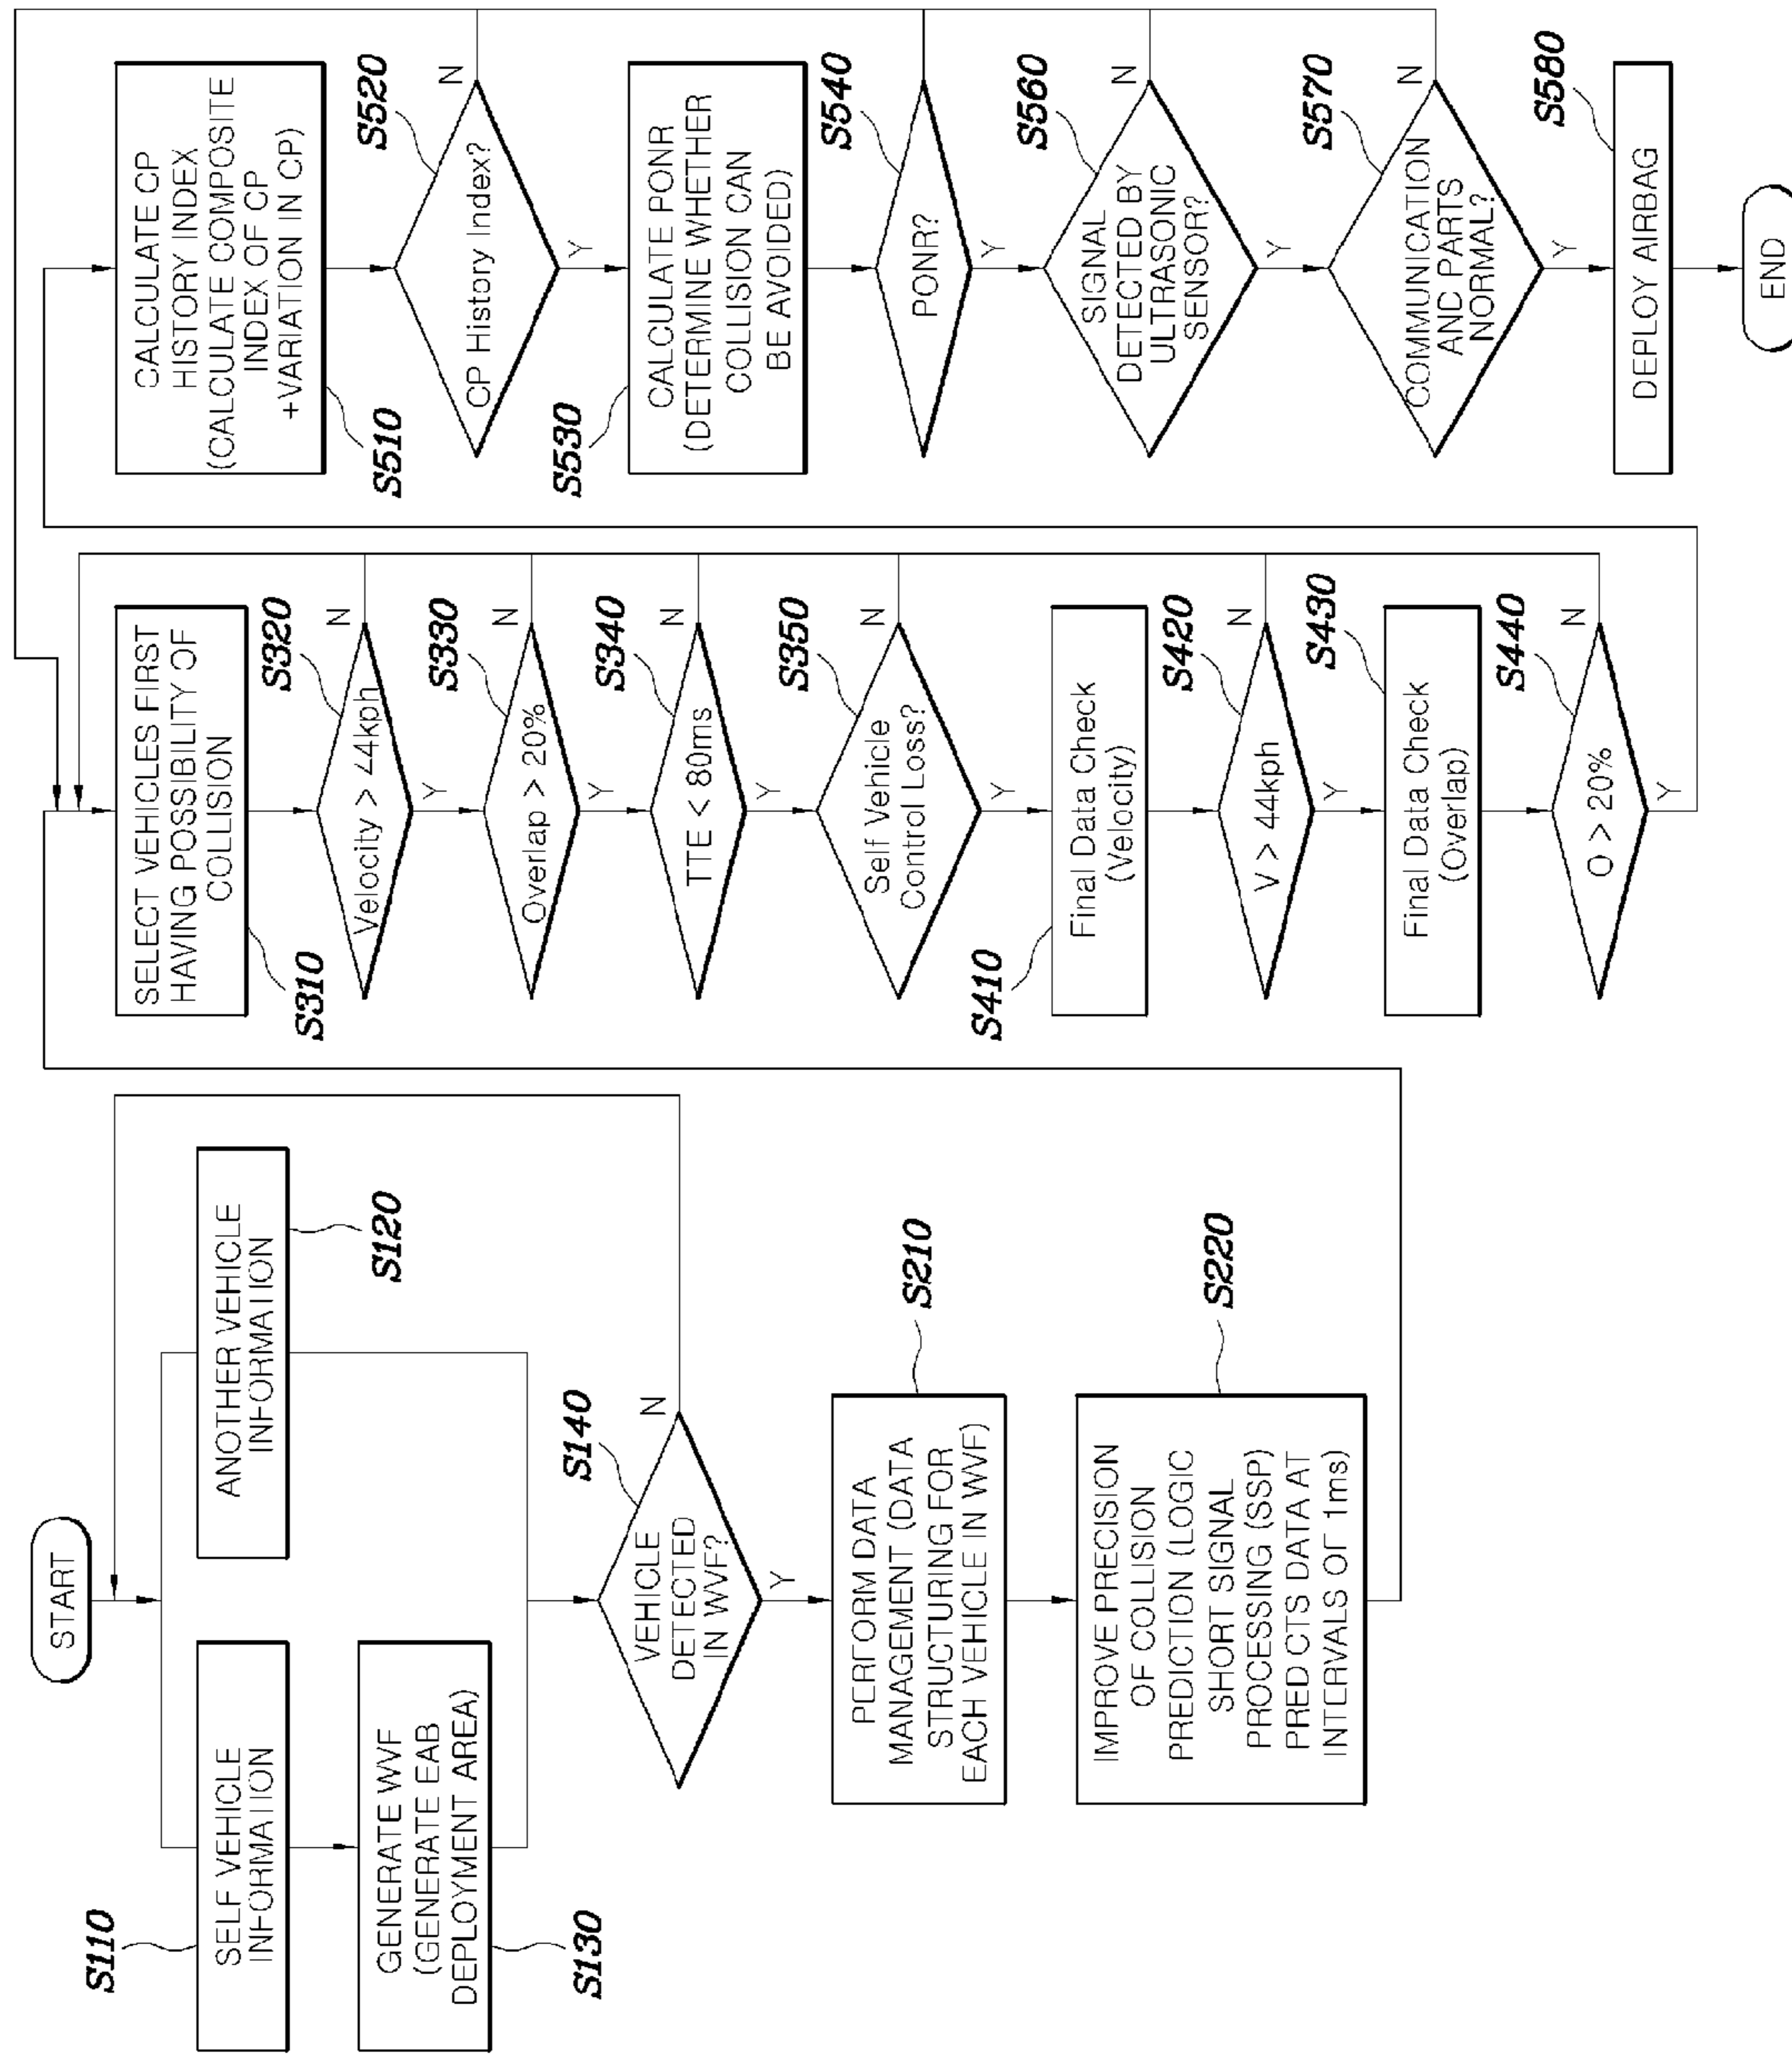 START
S110
SELF VEHICLE
INFORMATION
ANOTHER VEHICLE
INFORMATION
S120
GENERATE WVF
(GENERATE EAB
DEPLOYMENT AREA)
S130
S140
VEHICLE
DETECTED
IN WVF?
N
Y
PERFORM DATA
MANAGEMENT (DATA
STRUCTURING FOR
EACH VEHICLE IN WVF)
S210
IMPROVE PRECISION
OF COLLISION
PREDICTION (LOGIC
SHORT SIGNAL
PROCESSING (SSP)
PREDICTS DATA AT
INTERVALS OF 1ms)
S220
SELECT VEHICLES FIRST
HAVING POSSIBILITY OF
COLLISION
S310
S320
Velocity > 44kph
N
Y
S330
Overlap > 20%
N
Y
S340
TTE < 80ms
N
Y
S350
Self Vehicle
Control Loss?
N
Y
S410
Final Data Check
(Velocity)
S420
V > 44kph
N
Y
S430
Final Data Check
(Overlap)
S440
O > 20%
N
Y
CALCULATE CP
HISTORY INDEX
(CALCULATE COMPOSITE
INDEX OF CP
+VARIATION IN CP)
S510
S520
CP History Index?
N
Y
S530
CALCULATE PONR
(DETERMINE WHETHER
COLLISION CAN
BE AVOIDED)
S540
PONR?
Y
S560
SIGNAL
DETECTED BY
ULTRASONIC
SENSOR?
N
Y
S570
COMMUNICATION
AND PARTS
NORMAL?
N
Y
S580
DEPLOY AIRBAG
END